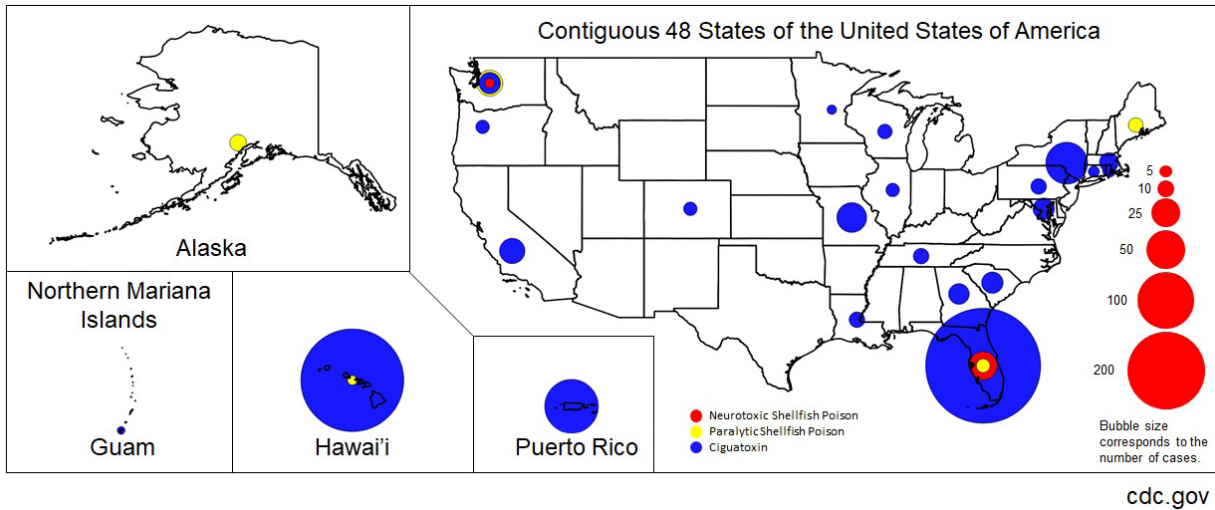 Contiguous 48 States of the United States of America
Alaska
Northern Mariana
Islands
Guam
Hawai'i
Puerto Rico
Neurotoxic Shellfish Poison
Paralytic Shellfish Poison
Ciguatoxin
5
10
25
50
100
200
Bubble size
corresponds to the
number of cases.
cdc.gov